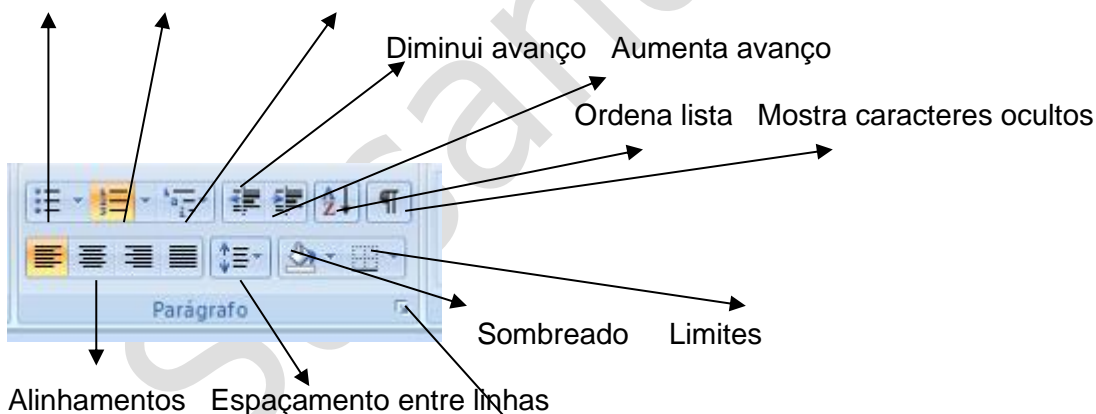 Diminui avanço Aumenta avanço
Ordena lista Mostra caracteres ocultos
Parágrafo
Sombreado Limites
Alinhamentos Espaçamento entre linhas